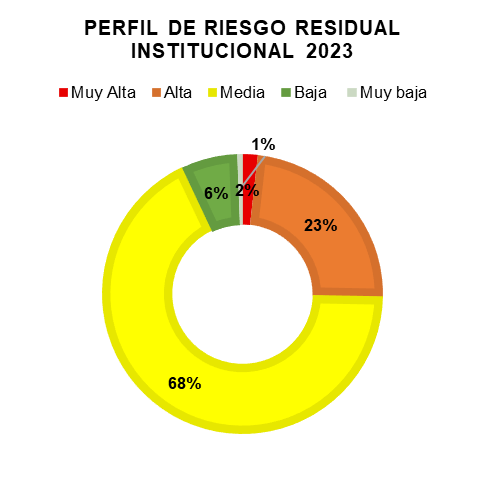 PERFIL DE RIESGO RESIDUAL
INSTITUCIONAL 2023
Muy Alta Alta Media Baja Muy baja
1%
6% 2%
23%
68%